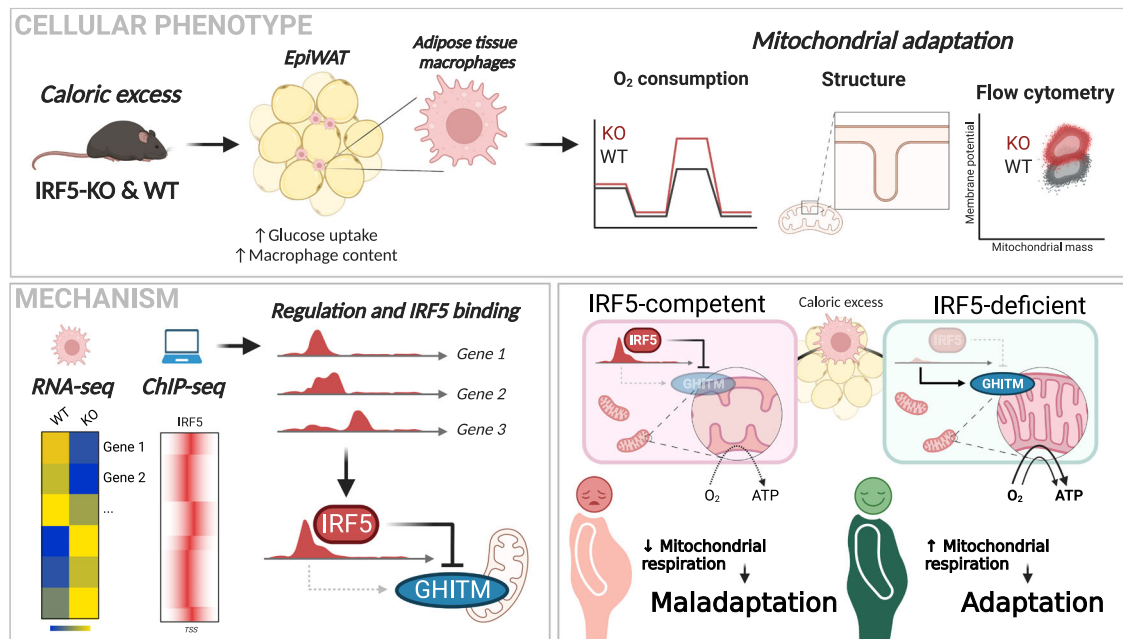 CELLULAR PHENOTYPE
Caloric excess
IRF5-KO & WT
EpiWAT
Adipose tissue
macrophages
↑ Glucose uptake
↑ Macrophage content
Mitochondrial adaptation
O₂ consumption
KO
WT
Structure
Flow cytometry
Membrane potential
KO
WT
Mitochondrial mass
MECHANISM
RNA-seq
ChIP-seq
WT
KO
Gene 1
Gene 2
...
IRF5
TSS
Regulation and IRF5 binding
Gene 1
Gene 2
Gene 3
IRF5
GHITM
IRF5-competent
Caloric excess
IRF5-deficient
IRF5
GHITM
O₂
ATP
IRF5
GHITM
O₂
ATP
↓ Mitochondrial
respiration
Maladaptation
↑ Mitochondrial
respiration
Adaptation